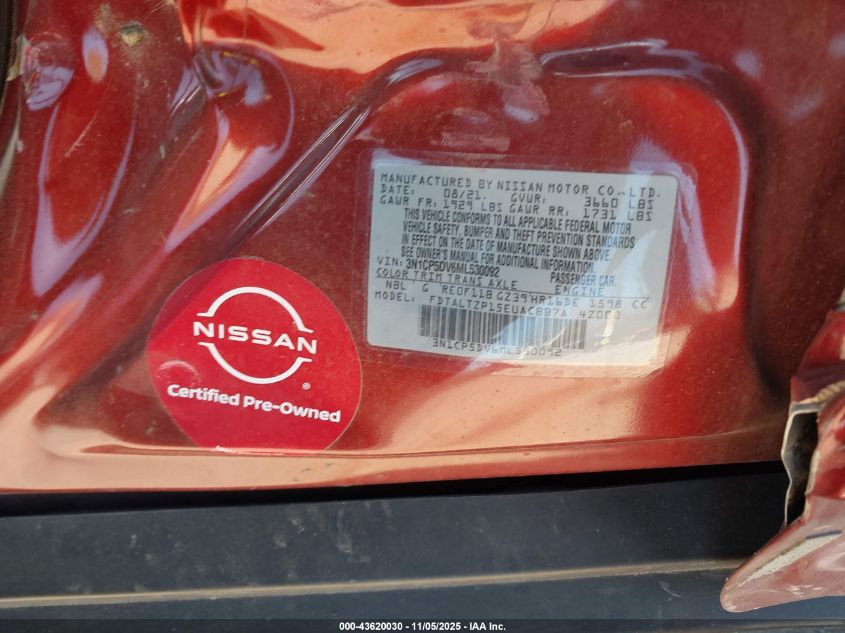 MANUFACTURED BY NISSAN MOTOR CO., LTD.
DATE: 08/21. GVWR: 3660 LBS
GAWR FR: 1929 LBS GAWR RR: 1731 LBS
THIS VEHICLE CONFORMS TO ALL APPLICABLE FEDERAL MOTOR
VEHICLE SAFETY, BUMPER AND THEFT PREVENTION STANDARDS
IN EFFECT ON THE DATE OF MANUFACTURE SHOWN ABOVE.
SEE OWNER'S MANUAL FOR ADDITIONAL INFORMATION.
VIN: 3N1CP5DV6ML530092 PASSENGER CAR.
COLOR TRIM TRANS AXLE ENGINE
NBL G RE0F11B GZ39 HR16DE 1598 CC
MODEL: FDTALTZP15EUACBB7A 42003
3N1CP5DV6ML530092
NISSAN
®
Certified Pre-Owned
000-43620030 - 11/05/2025 - IAA Inc.